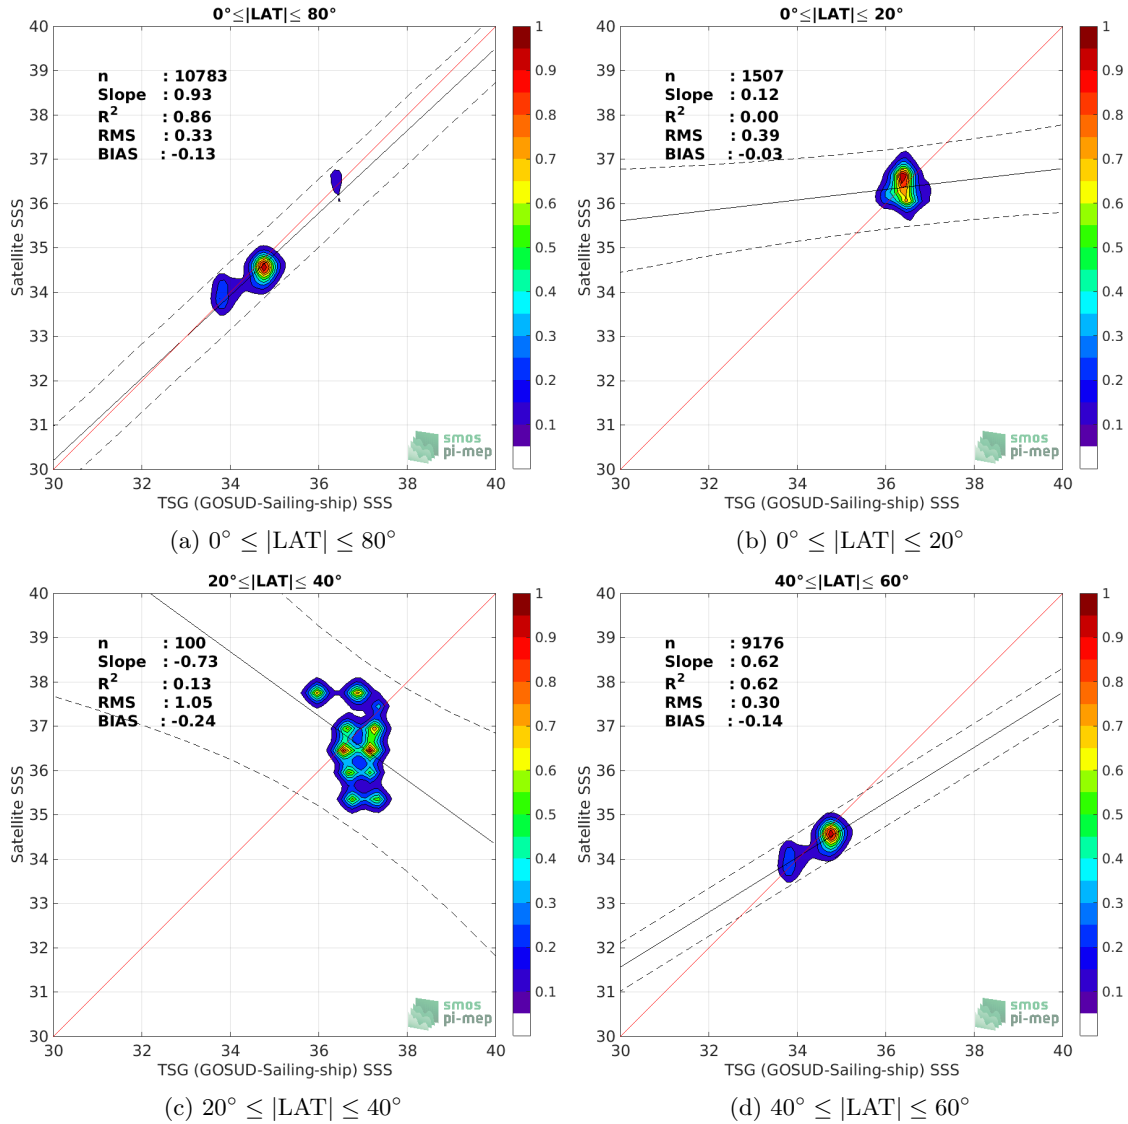 0°≤|LAT|≤ 80°
n : 10783
Slope : 0.93
R² : 0.86
RMS : 0.33
BIAS : -0.13
40
39
38
37
36
35
34
33
32
31
30
30 32 34 36 38 40
Satellite SSS
TSG (GOSUD-Sailing-ship) SSS
1
0.9
0.8
0.7
0.6
0.5
0.4
0.3
0.2
0.1
smos
pi-mep
(a) 0° ≤ |LAT| ≤ 80°
0°≤|LAT|≤ 20°
n : 1507
Slope : 0.12
R² : 0.00
RMS : 0.39
BIAS : -0.03
40
39
38
37
36
35
34
33
32
31
30
30 32 34 36 38 40
Satellite SSS
TSG (GOSUD-Sailing-ship) SSS
1
0.9
0.8
0.7
0.6
0.5
0.4
0.3
0.2
0.1
smos
pi-mep
(b) 0° ≤ |LAT| ≤ 20°
20°≤|LAT|≤ 40°
n : 100
Slope : -0.73
R² : 0.13
RMS : 1.05
BIAS : -0.24
40
39
38
37
36
35
34
33
32
31
30
30 32 34 36 38 40
Satellite SSS
TSG (GOSUD-Sailing-ship) SSS
1
0.9
0.8
0.7
0.6
0.5
0.4
0.3
0.2
0.1
smos
pi-mep
(c) 20° ≤ |LAT| ≤ 40°
40°≤|LAT|≤ 60°
n : 9176
Slope : 0.62
R² : 0.62
RMS : 0.30
BIAS : -0.14
40
39
38
37
36
35
34
33
32
31
30
30 32 34 36 38 40
Satellite SSS
TSG (GOSUD-Sailing-ship) SSS
1
0.9
0.8
0.7
0.6
0.5
0.4
0.3
0.2
0.1
smos
pi-mep
(d) 40° ≤ |LAT| ≤ 60°